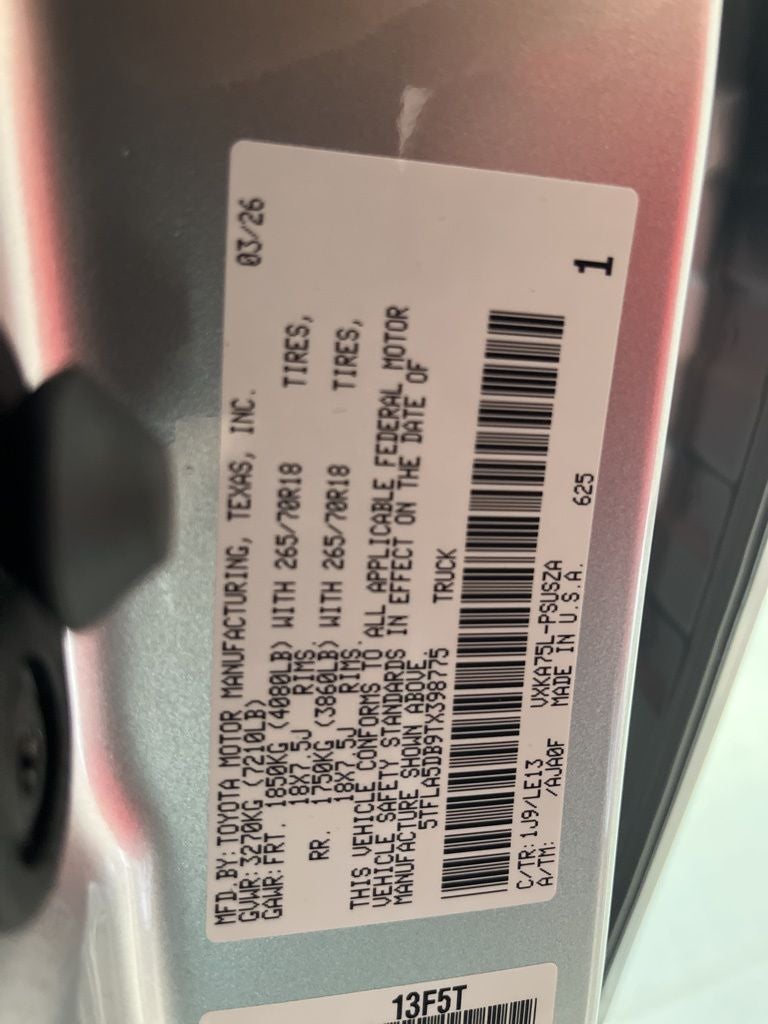 MFD. BY: TOYOTA MOTOR MANUFACTURING, TEXAS, INC. 03/26
GVWR: 3270KG (7210LB)
GAWR: FRT. 1850KG (4080LB) WITH 265/70R18 TIRES,
18X7.5J RIMS.
RR. 1750KG (3860LB) WITH 265/70R18 TIRES,
18X7.5J RIMS.
THIS VEHICLE CONFORMS TO ALL APPLICABLE FEDERAL MOTOR
VEHICLE SAFETY STANDARDS IN EFFECT ON THE DATE OF
MANUFACTURE SHOWN ABOVE.
5TFLA5DB9TX398775 TRUCK
1
C/TR: 1J9/LE13 VXKA75L-PSUSZA 625
A/TM: /AJA0F MADE IN U.S.A.
13F5T